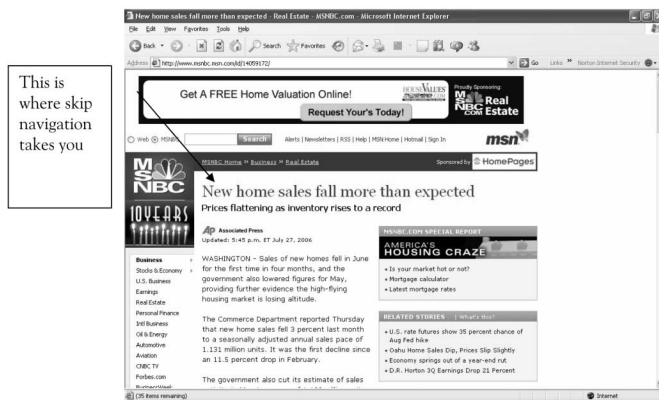 This is
where skip
navigation
takes you
New home sales fall more than expected - Real Estate - MSNBC.com - Microsoft Internet Explorer
File Edit View Favorites Tools Help
Back Search Favorites
Address http://www.msnbc.msn.com/id/14059172/ Go Links » Norton Internet Security
Get A FREE Home Valuation Online!
HOUSEVALUES
Request Your's Today!
Proudly Sponsoring:
MSNBC.COM Real Estate
Web MSNBC Search Alerts | Newsletters | RSS | Help | MSN Home | Hotmail | Sign In msn
MSNBC
MSNBC Home » Business » Real Estate Sponsored by HomePages
New home sales fall more than expected
Prices flattening as inventory rises to a record
10 YEARS
AP Associated Press
Updated: 5:45 p.m. ET July 27, 2006
WASHINGTON - Sales of new homes fell in June
for the first time in four months, and the
government also lowered figures for May,
providing further evidence the high-flying
housing market is losing altitude.
The Commerce Department reported Thursday
that new home sales fell 3 percent last month
to a seasonally adjusted annual sales pace of
1.131 million units. It was the first decline since
an 11.5 percent drop in February.
The government also cut its estimate of sales
Business
Stocks & Economy
U.S. Business
Earnings
Real Estate
Personal Finance
Intl Business
Oil & Energy
Automotive
Aviation
CNBC TV
Forbes.com
BusinessWeek
MSNBC.COM SPECIAL REPORT
AMERICA'S
HOUSING CRAZE
• Is your market hot or not?
• Mortgage calculator
• Latest mortgage rates
RELATED STORIES | What's this?
• U.S. rate futures show 35 percent chance of
Aug Fed hike
• Oahu Home Sales Dip, Prices Slip Slightly
• Economy springs out of a year-end rut
• D.R. Horton 3Q Earnings Drop 21 Percent
(35 items remaining) Internet